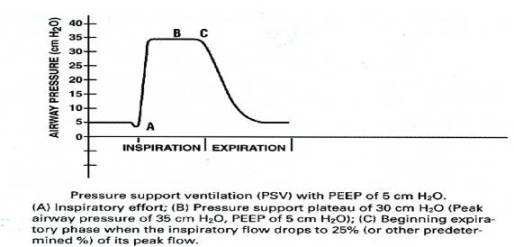 AIRWAY PRESSURE (cm H₂O)
40
35
30
25
20
15
10
5
0
B C
A
INSPIRATION EXPIRATION
Pressure support ventilation (PSV) with PEEP of 5 cm H₂O.
(A) Inspiratory effort; (B) Pressure support plateau of 30 cm H₂O (Peak
airway pressure of 35 cm H₂O, PEEP of 5 cm H₂O); (C) Beginning expira-
tory phase when the inspiratory flow drops to 25% (or other predeter-
mined %) of its peak flow.